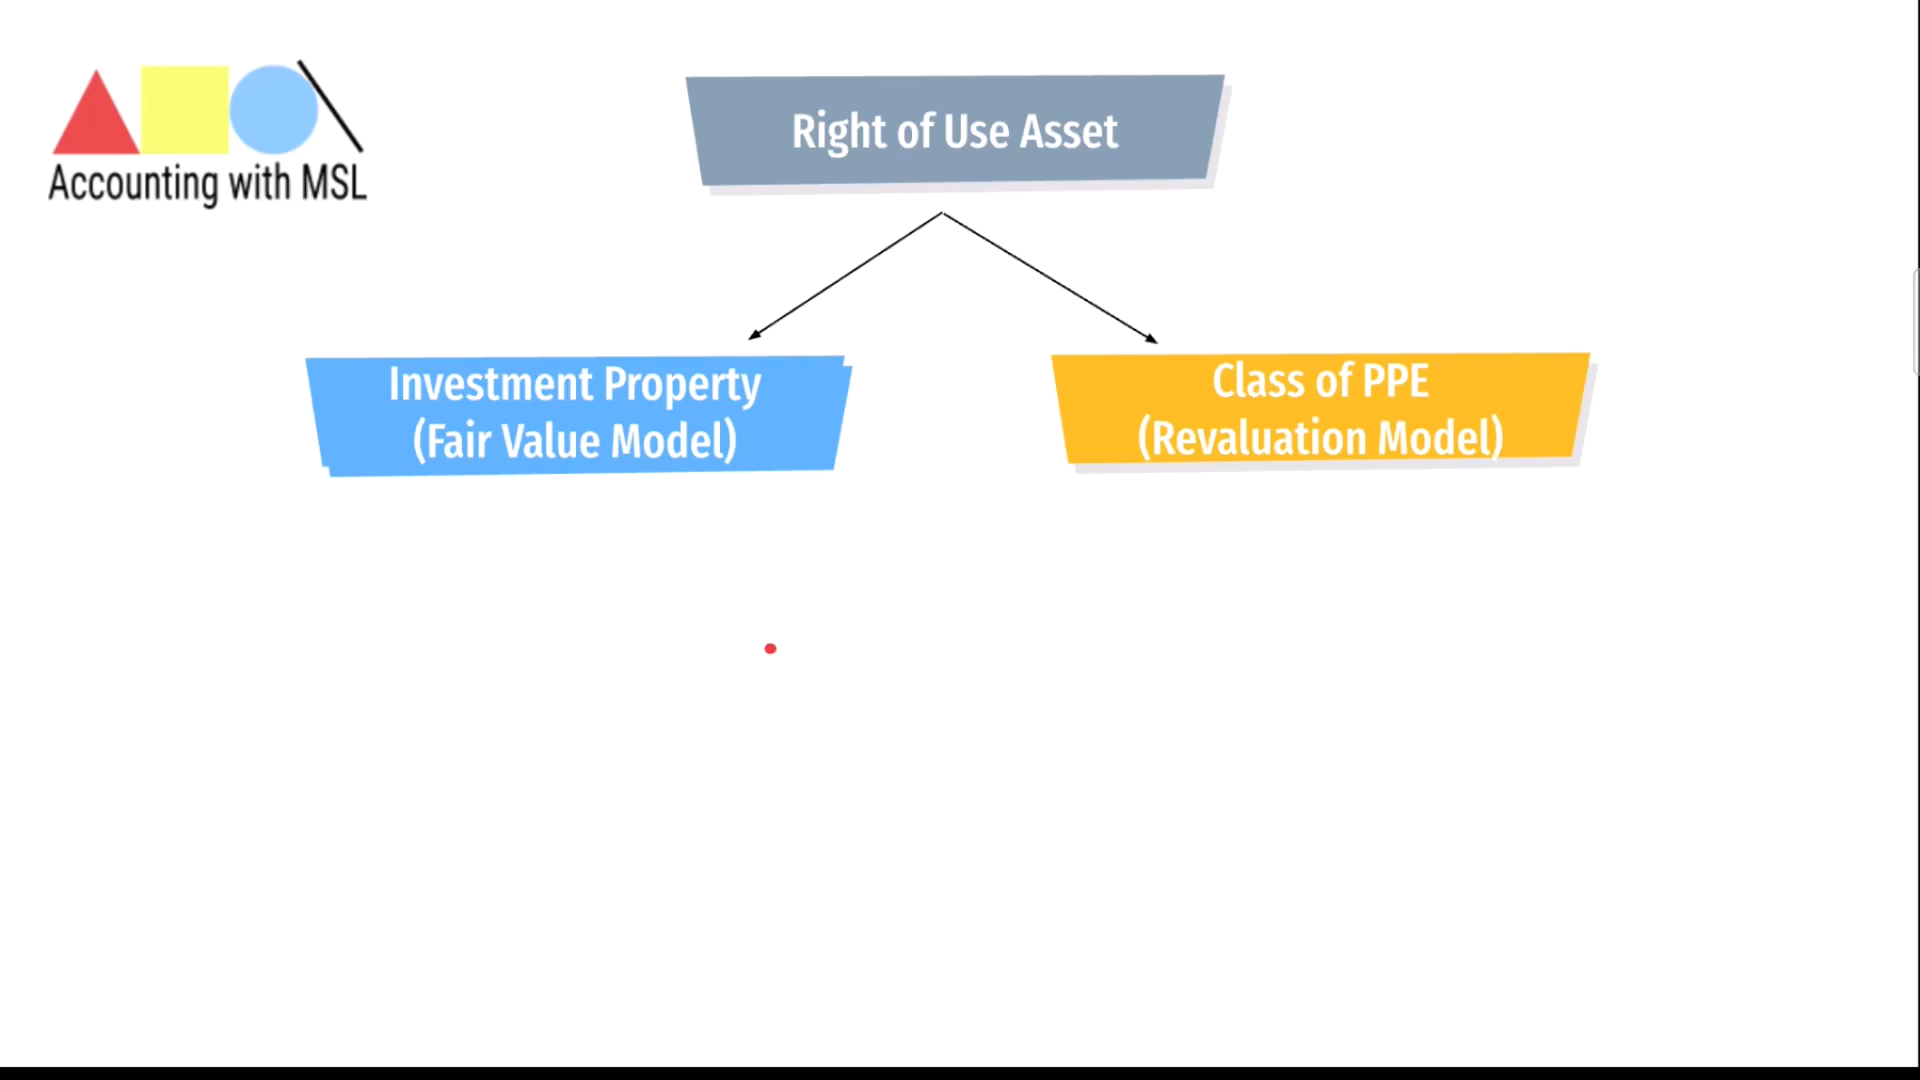 Accounting with MSL
Right of Use Asset
Investment Property
(Fair Value Model)
Class of PPE
(Revaluation Model)